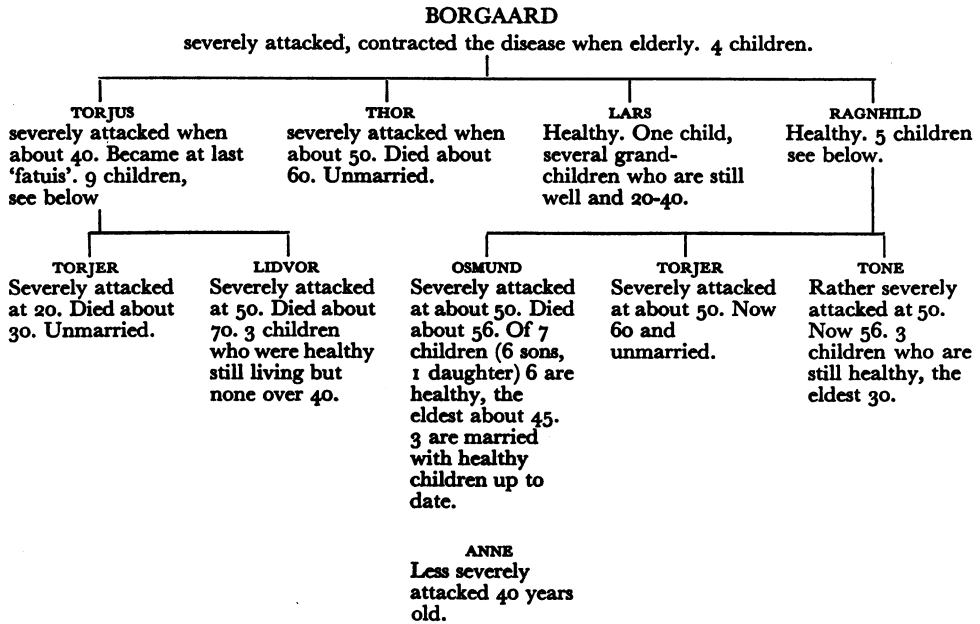 BORGAARD
severely attacked, contracted the disease when elderly. 4 children.
TORJUS
severely attacked when
about 40. Became at last
'fatuis'. 9 children,
see below
THOR
severely attacked when
about 50. Died about
60. Unmarried.
LARS
Healthy. One child,
several grand-
children who are still
well and 20-40.
RAGNHILD
Healthy. 5 children
see below.
TORJER
Severely attacked
at 20. Died about
30. Unmarried.
LIDVOR
Severely attacked
at 50. Died about
70. 3 children
who were healthy
still living but
none over 40.
OSMUND
Severely attacked
at about 50. Died
about 56. Of 7
children (6 sons,
1 daughter) 6 are
healthy, the
eldest about 45.
3 are married
with healthy
children up to
date.
TORJER
Severely attacked
at about 50. Now
60 and
unmarried.
TONE
Rather severely
attacked at 50.
Now 56. 3
children who are
still healthy, the
eldest 30.
ANNE
Less severely
attacked 40 years
old.